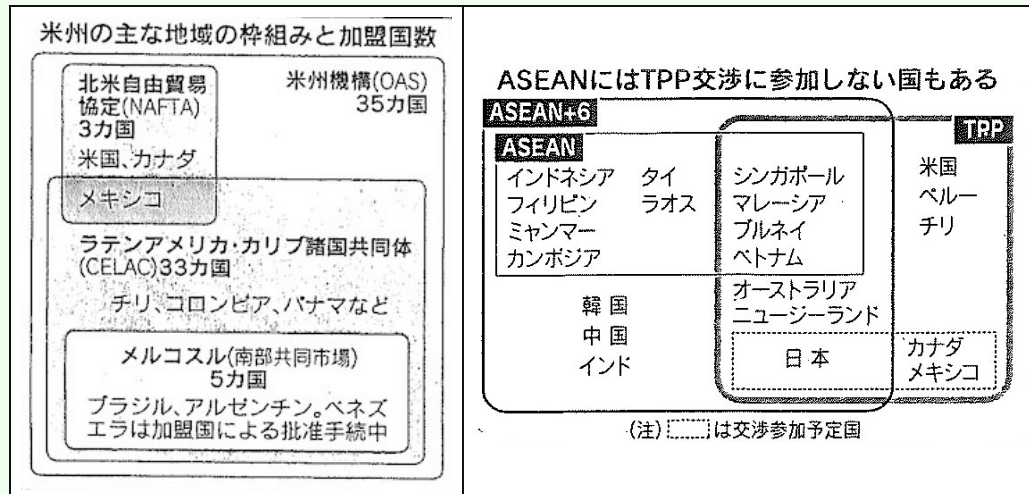 米州の主な地域の枠組みと加盟国数
北米自由貿易
協定(NAFTA)
3カ国
米国、カナダ
メキシコ
米州機構(OAS)
35カ国
ラテンアメリカ・カリブ諸国共同体
(CELAC)33カ国
チリ、コロンビア、パナマなど
メルコスル(南部共同市場)
5カ国
ブラジル、アルゼンチン。ベネズ
エラは加盟国による批准手続中
ASEANにはTPP交渉に参加しない国もある
ASEAN+6
ASEAN
インドネシア タイ
フィリピン ラオス
ミャンマー
カンボジア
シンガポール
マレーシア
ブルネイ
ベトナム
TPP
米国
ペルー
チリ
オーストラリア
ニュージーランド
韓国
中国
インド
日本
カナダ
メキシコ
(注) は交渉参加予定国